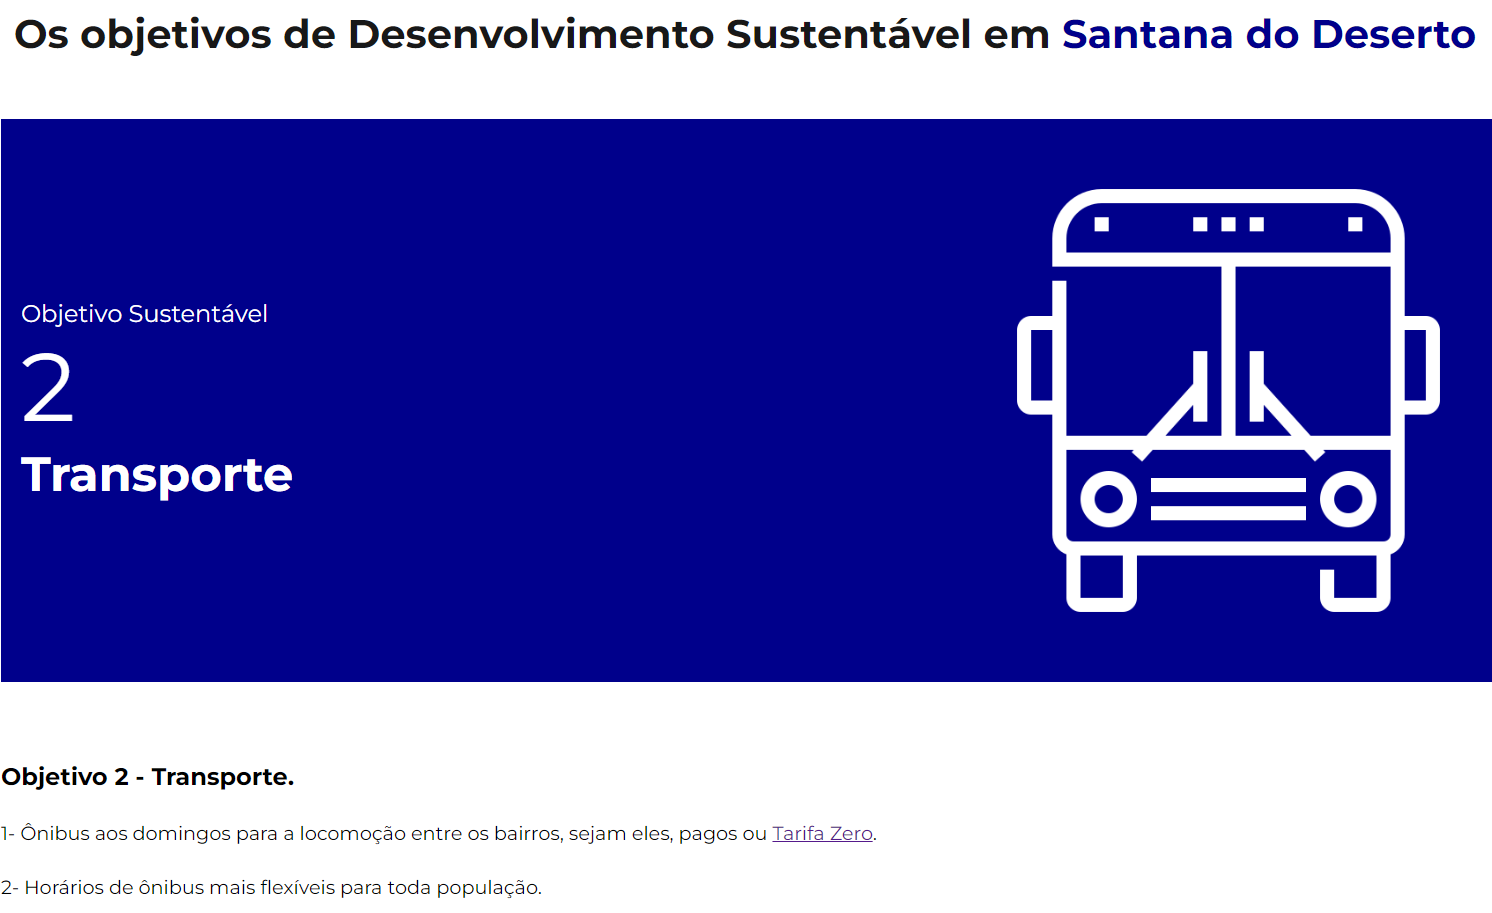 Os objetivos de Desenvolvimento Sustentável em Santana do Deserto
Objetivo Sustentável
2
Transporte
Objetivo 2 - Transporte.
1- Ônibus aos domingos para a locomoção entre os bairros, sejam eles, pagos ou Tarifa Zero.
2- Horários de ônibus mais flexíveis para toda população.